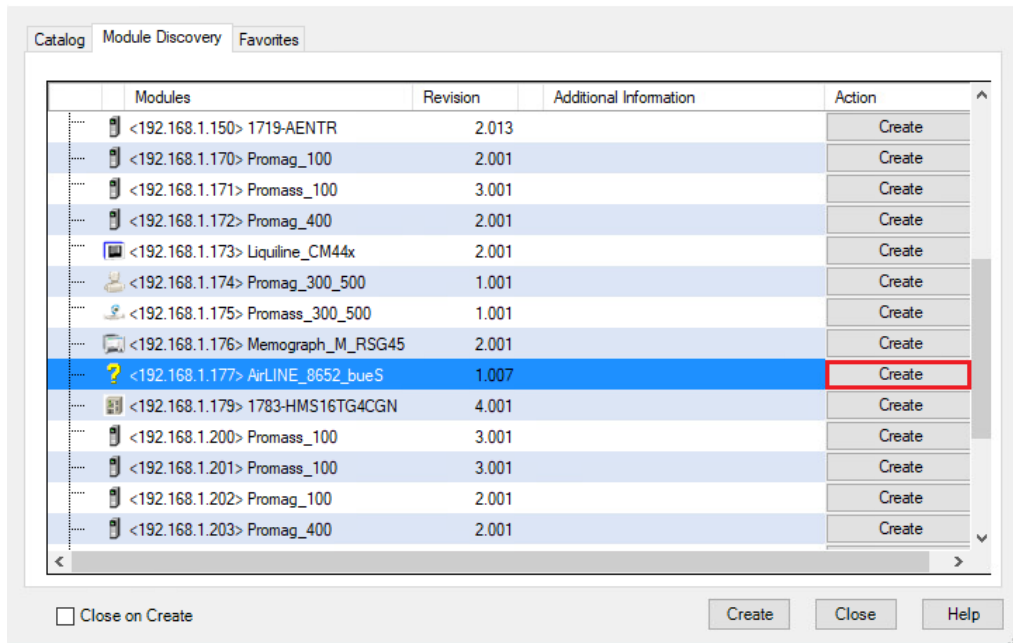 Catalog Module Discovery Favorites
Modules Revision Additional Information Action
<192.168.1.150> 1719-AENTR 2.013 Create
<192.168.1.170> Promag_100 2.001 Create
<192.168.1.171> Promass_100 3.001 Create
<192.168.1.172> Promag_400 2.001 Create
<192.168.1.173> Liquiline_CM44x 2.001 Create
<192.168.1.174> Promag_300_500 1.001 Create
<192.168.1.175> Promass_300_500 1.001 Create
<192.168.1.176> Memograph_M_RSG45 2.001 Create
<192.168.1.177> AirLINE_8652_bueS 1.007 Create
<192.168.1.179> 1783-HMS16TG4CGN 4.001 Create
<192.168.1.200> Promass_100 3.001 Create
<192.168.1.201> Promass_100 3.001 Create
<192.168.1.202> Promag_100 2.001 Create
<192.168.1.203> Promag_400 2.001 Create
Close on Create Create Close Help